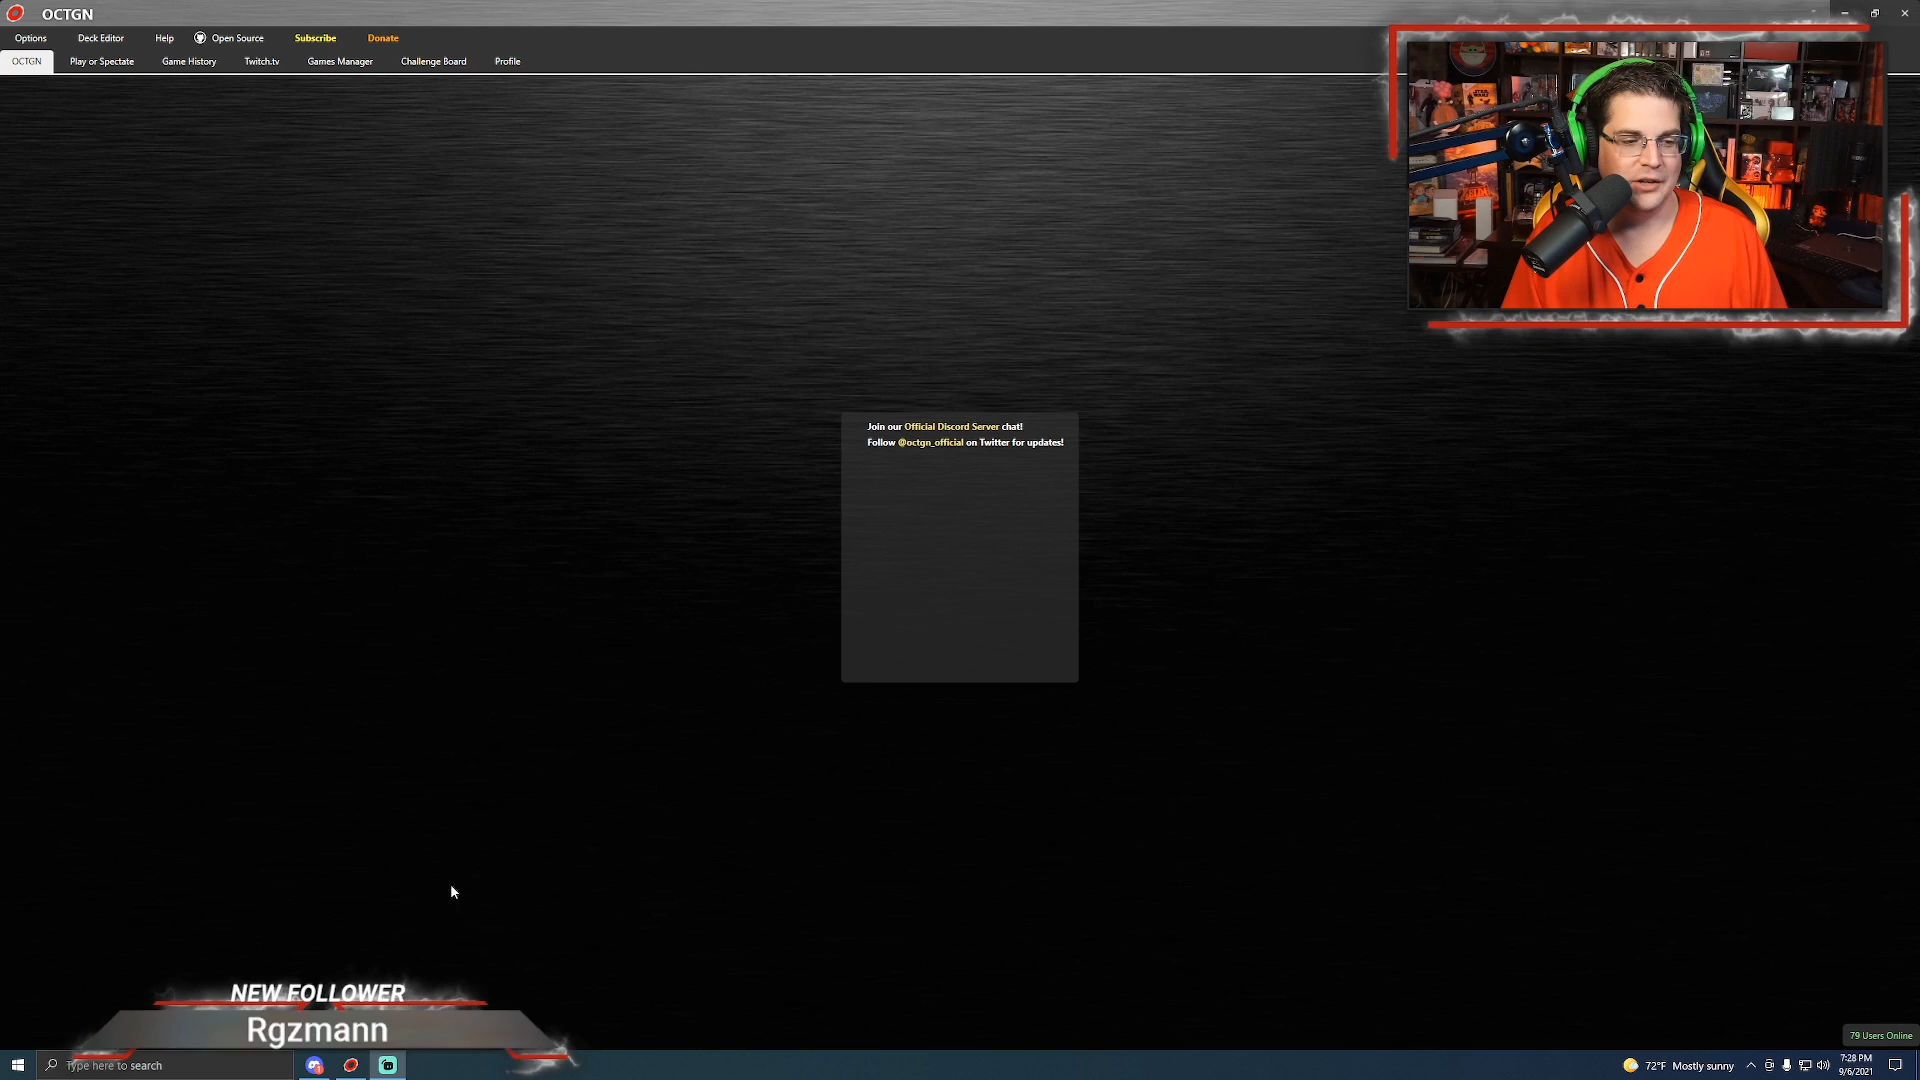 OCTGN
Options Deck Editor Help Open Source Subscribe Donate
OCTGN Play or Spectate Game History Twitch.tv Games Manager Challenge Board Profile
STAR WARS
Join our Official Discord Server chat!
Follow @octgn_official on Twitter for updates!
NEW FOLLOWER
Rgzmann
79 Users Online
Type here to search
72°F Mostly sunny
7:28 PM
9/6/2021